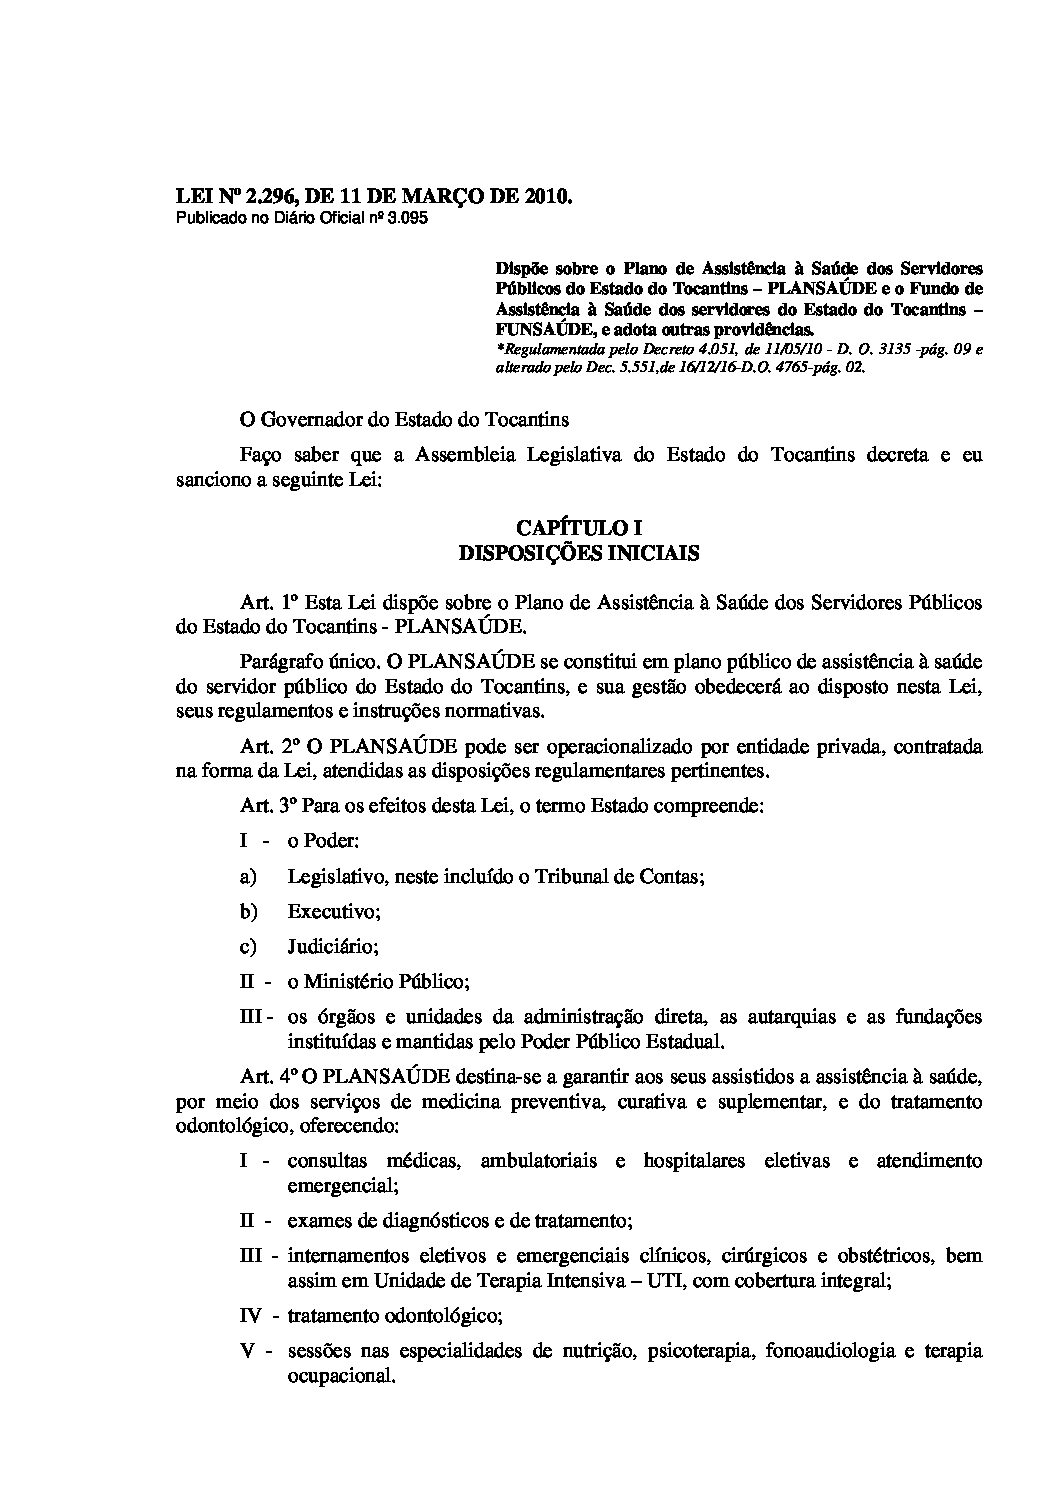 LEI Nº 2.296, DE 11 DE MARÇO DE 2010.
Publicado no Diário Oficial nº 3.095
Dispõe sobre o Plano de Assistência à Saúde dos Servidores
Públicos do Estado do Tocantins – PLANSAÚDE e o Fundo de
Assistência à Saúde dos servidores do Estado do Tocantins –
FUNSAÚDE, e adota outras providências.
*Regulamentada pelo Decreto 4.051, de 11/05/10 - D. O. 3135 -pág. 09 e
alterado pelo Dec. 5.551,de 16/12/16-D.O. 4765-pág. 02.
O Governador do Estado do Tocantins
Faço saber que a Assembleia Legislativa do Estado do Tocantins decreta e eu
sanciono a seguinte Lei:
CAPÍTULO I
DISPOSIÇÕES INICIAIS
Art. 1º Esta Lei dispõe sobre o Plano de Assistência à Saúde dos Servidores Públicos
do Estado do Tocantins - PLANSAÚDE.
Parágrafo único. O PLANSAÚDE se constitui em plano público de assistência à saúde
do servidor público do Estado do Tocantins, e sua gestão obedecerá ao disposto nesta Lei,
seus regulamentos e instruções normativas.
Art. 2º O PLANSAÚDE pode ser operacionalizado por entidade privada, contratada
na forma da Lei, atendidas as disposições regulamentares pertinentes.
Art. 3º Para os efeitos desta Lei, o termo Estado compreende:
I - o Poder:
a) Legislativo, neste incluído o Tribunal de Contas;
b) Executivo;
c) Judiciário;
II - o Ministério Público;
III - os órgãos e unidades da administração direta, as autarquias e as fundações
instituídas e mantidas pelo Poder Público Estadual.
Art. 4º O PLANSAÚDE destina-se a garantir aos seus assistidos a assistência à saúde,
por meio dos serviços de medicina preventiva, curativa e suplementar, e do tratamento
odontológico, oferecendo:
I - consultas médicas, ambulatoriais e hospitalares eletivas e atendimento
emergencial;
II - exames de diagnósticos e de tratamento;
III - internamentos eletivos e emergenciais clínicos, cirúrgicos e obstétricos, bem
assim em Unidade de Terapia Intensiva – UTI, com cobertura integral;
IV - tratamento odontológico;
V - sessões nas especialidades de nutrição, psicoterapia, fonoaudiologia e terapia
ocupacional.